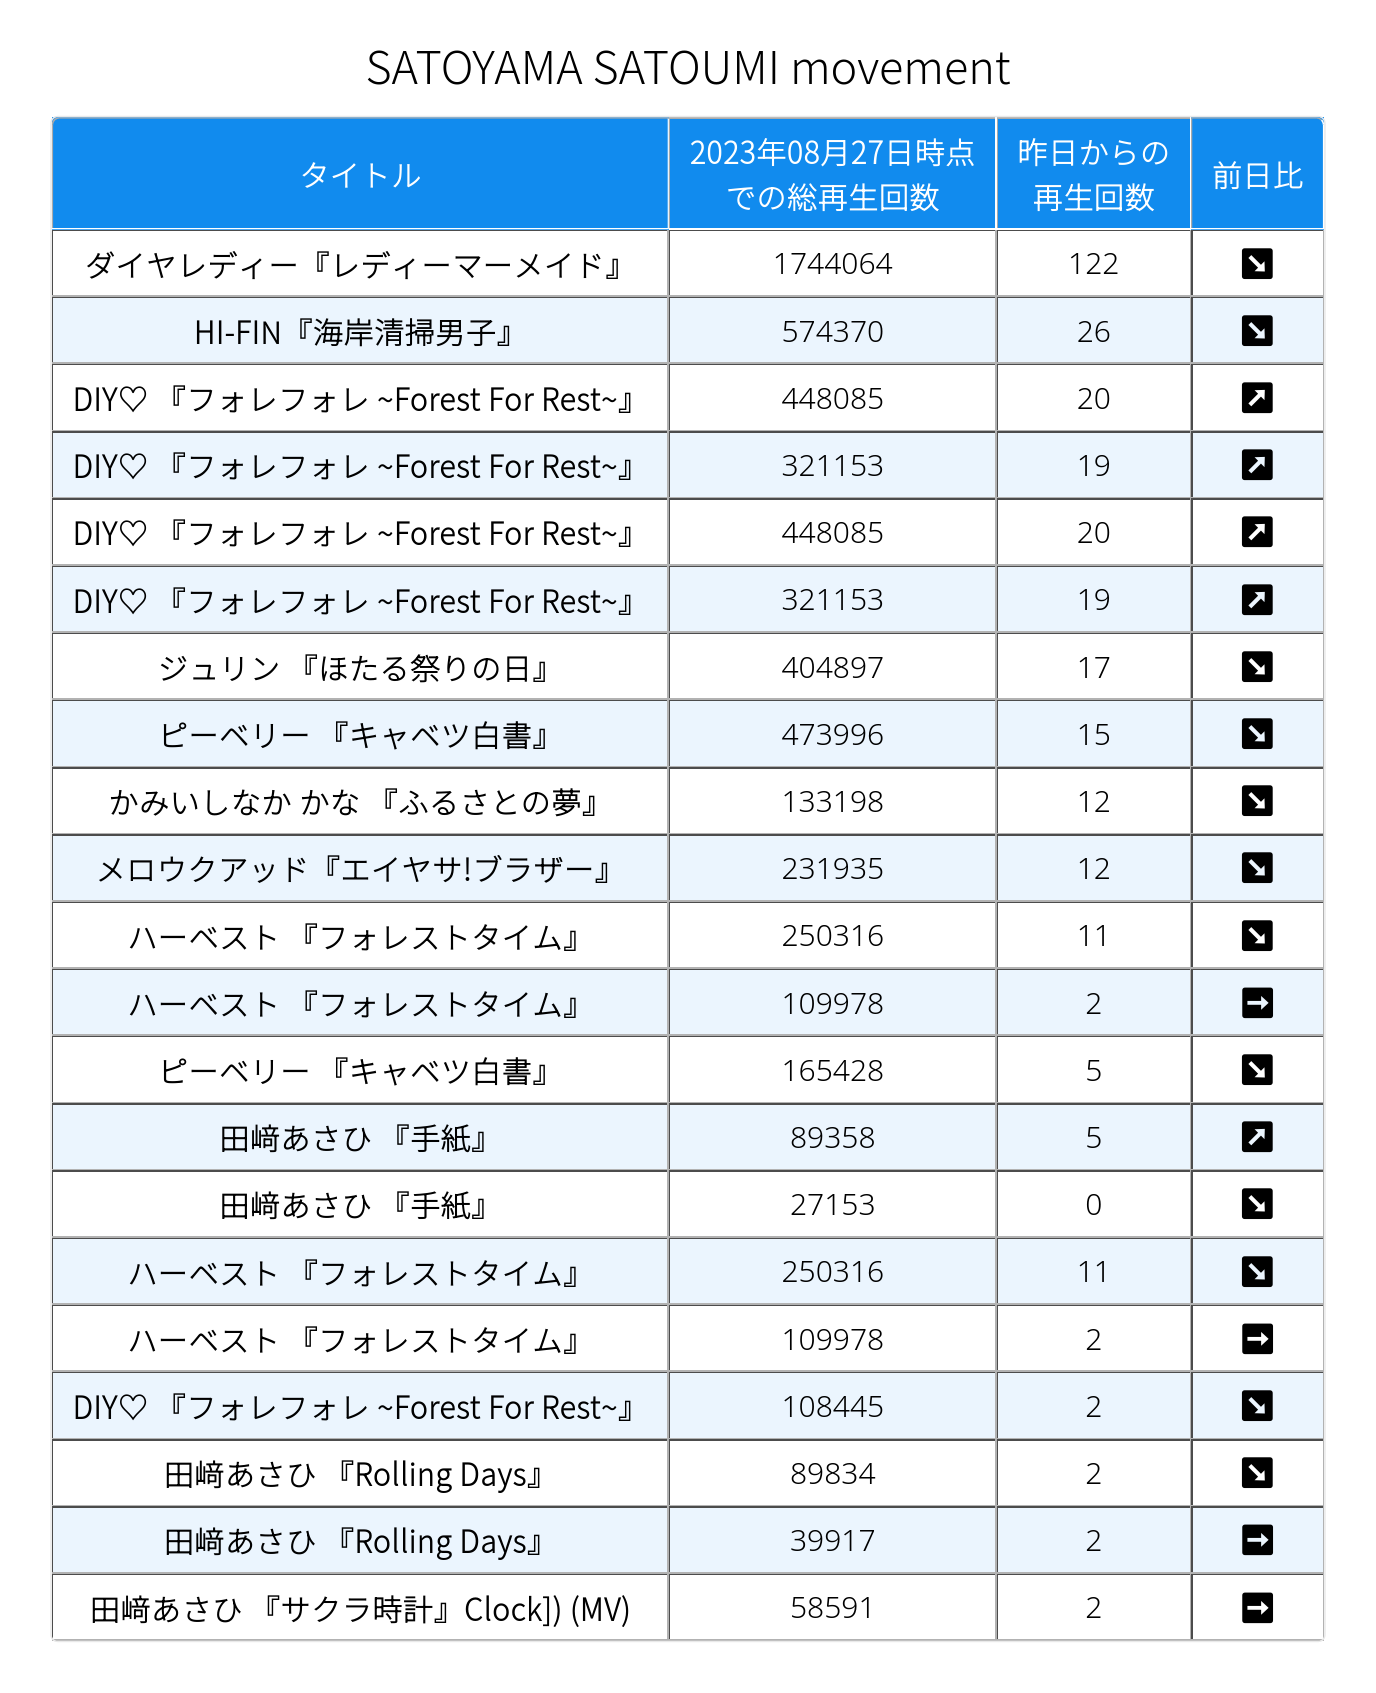 SATOYAMA SATOUMI movement
タイトル 2023年08月27日時点での総再生回数 昨日からの再生回数 前日比
ダイヤレディー『レディーマーメイド』 1744064 122 ↘
HI-FIN『海岸清掃男子』 574370 26 ↘
DIY♡ 『フォレフォレ ~Forest For Rest~』 448085 20 ↗
DIY♡ 『フォレフォレ ~Forest For Rest~』 321153 19 ↗
DIY♡ 『フォレフォレ ~Forest For Rest~』 448085 20 ↗
DIY♡ 『フォレフォレ ~Forest For Rest~』 321153 19 ↗
ジュリン 『ほたる祭りの日』 404897 17 ↘
ピーベリー 『キャベツ白書』 473996 15 ↘
かみいしなか かな 『ふるさとの夢』 133198 12 ↘
メロウクアッド『エイヤサ!ブラザー』 231935 12 ↘
ハーベスト 『フォレストタイム』 250316 11 ↘
ハーベスト 『フォレストタイム』 109978 2 →
ピーベリー 『キャベツ白書』 165428 5 ↘
田﨑あさひ 『手紙』 89358 5 ↗
田﨑あさひ 『手紙』 27153 0 ↘
ハーベスト 『フォレストタイム』 250316 11 ↘
ハーベスト 『フォレストタイム』 109978 2 →
DIY♡ 『フォレフォレ ~Forest For Rest~』 108445 2 ↘
田﨑あさひ 『Rolling Days』 89834 2 ↘
田﨑あさひ 『Rolling Days』 39917 2 →
田﨑あさひ 『サクラ時計』Clock]) (MV) 58591 2 →